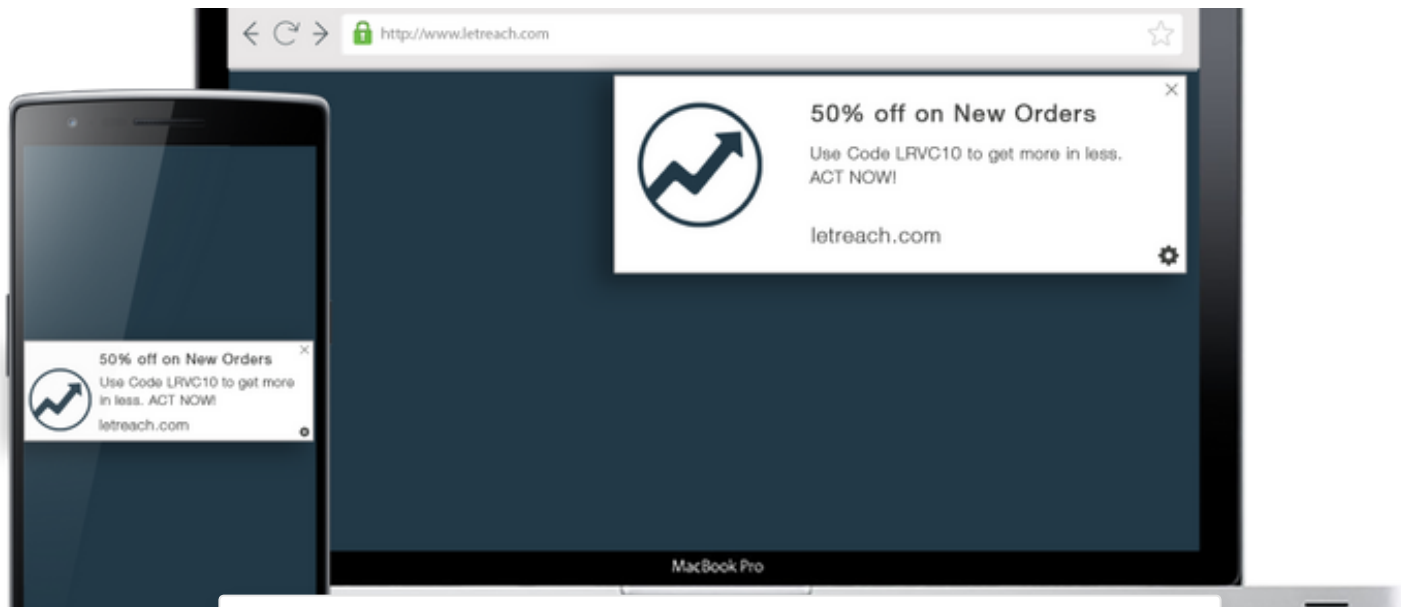 http://www.letreach.com
50% off on New Orders
Use Code LRVC10 to get more in less.
ACT NOW!
letreach.com
50% off on New Orders
Use Code LRVC10 to get more
in less. ACT NOW!
letreach.com
MacBook Pro